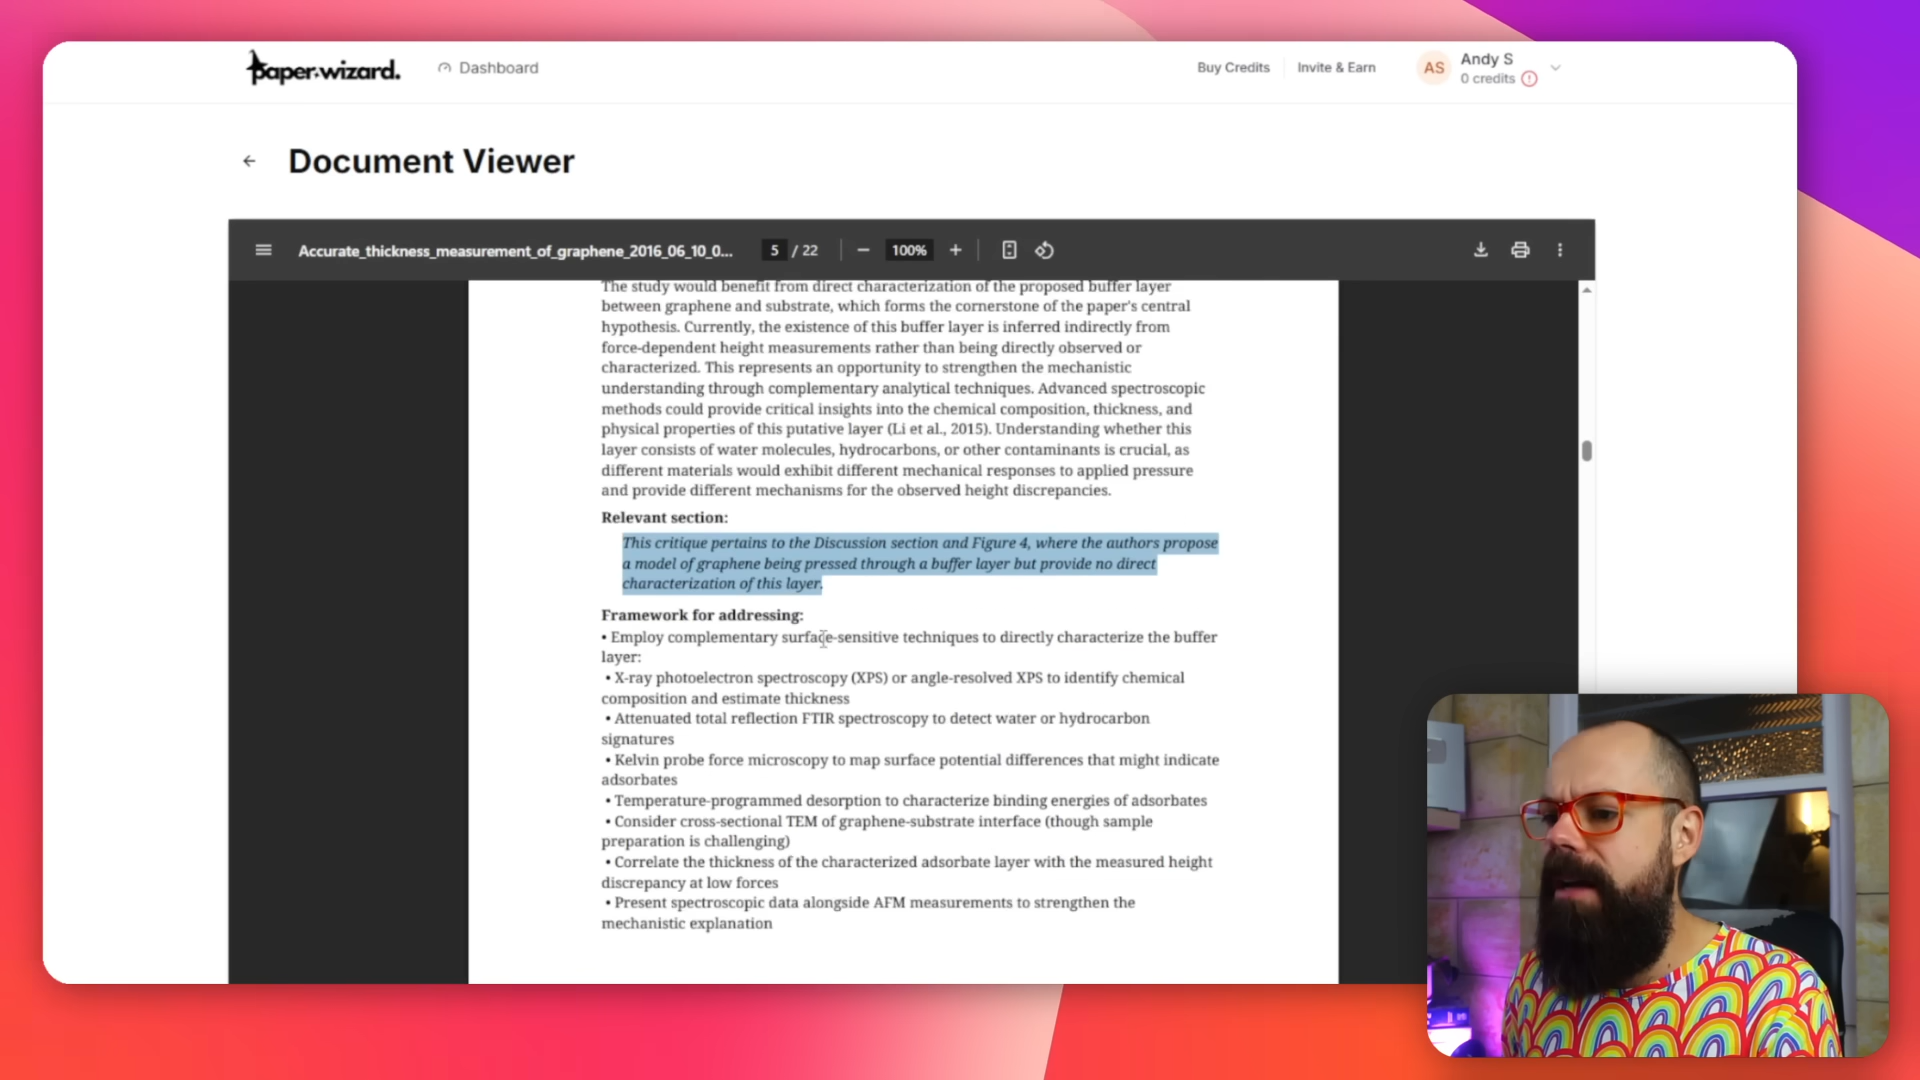 paper-wizard.
Dashboard
Buy Credits
Invite & Earn
AS
Andy S
0 credits
Document Viewer
Accurate_thickness_measurement_of_graphene_2016_06_10_0...
5 / 22
100%
The study would benefit from direct characterization of the proposed buffer layer
between graphene and substrate, which forms the cornerstone of the paper's central
hypothesis. Currently, the existence of this buffer layer is inferred indirectly from
force-dependent height measurements rather than being directly observed or
characterized. This represents an opportunity to strengthen the mechanistic
understanding through complementary analytical techniques. Advanced spectroscopic
methods could provide critical insights into the chemical composition, thickness, and
physical properties of this putative layer (Li et al., 2015). Understanding whether this
layer consists of water molecules, hydrocarbons, or other contaminants is crucial, as
different materials would exhibit different mechanical responses to applied pressure
and provide different mechanisms for the observed height discrepancies.
Relevant section:
This critique pertains to the Discussion section and Figure 4, where the authors propose
a model of graphene being pressed through a buffer layer but provide no direct
characterization of this layer.
Framework for addressing:
• Employ complementary surface-sensitive techniques to directly characterize the buffer
layer:
• X-ray photoelectron spectroscopy (XPS) or angle-resolved XPS to identify chemical
composition and estimate thickness
• Attenuated total reflection FTIR spectroscopy to detect water or hydrocarbon
signatures
• Kelvin probe force microscopy to map surface potential differences that might indicate
adsorbates
• Temperature-programmed desorption to characterize binding energies of adsorbates
• Consider cross-sectional TEM of graphene-substrate interface (though sample
preparation is challenging)
• Correlate the thickness of the characterized adsorbate layer with the measured height
discrepancy at low forces
• Present spectroscopic data alongside AFM measurements to strengthen the
mechanistic explanation